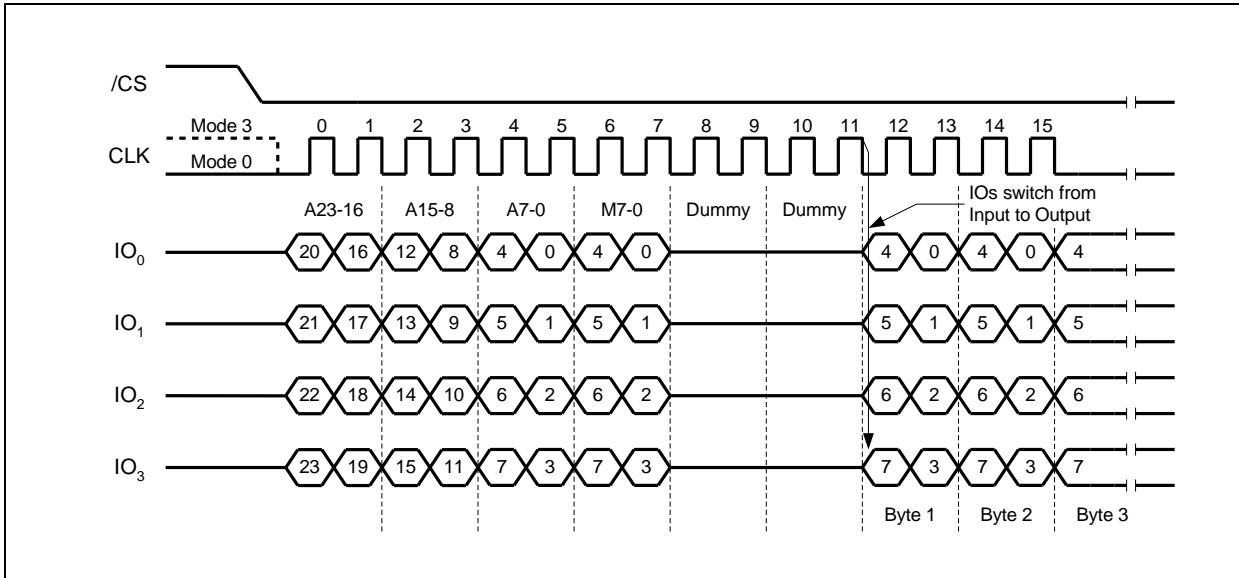 /CS
Mode 3 0 1 2 3 4 5 6 7 8 9 10 11 12 13 14 15
CLK
Mode 0
IOs switch from
Input to Output
A23-16 A15-8 A7-0 M7-0 Dummy Dummy
IO0 20 16 12 8 4 0 4 0 4 0 4 0 4
IO1 21 17 13 9 5 1 5 1 5 1 5 1 5
IO2 22 18 14 10 6 2 6 2 6 2 6 2 6
IO3 23 19 15 11 7 3 7 3 7 3 7 3 7
Byte 1 Byte 2 Byte 3